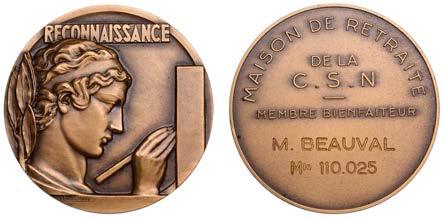 RECONNAISSANCE
MAISON DE RETRAITE
DE LA
C.S.N
MEMBRE BIENFAITEUR
M. BEAUVAL
Mle 110.025